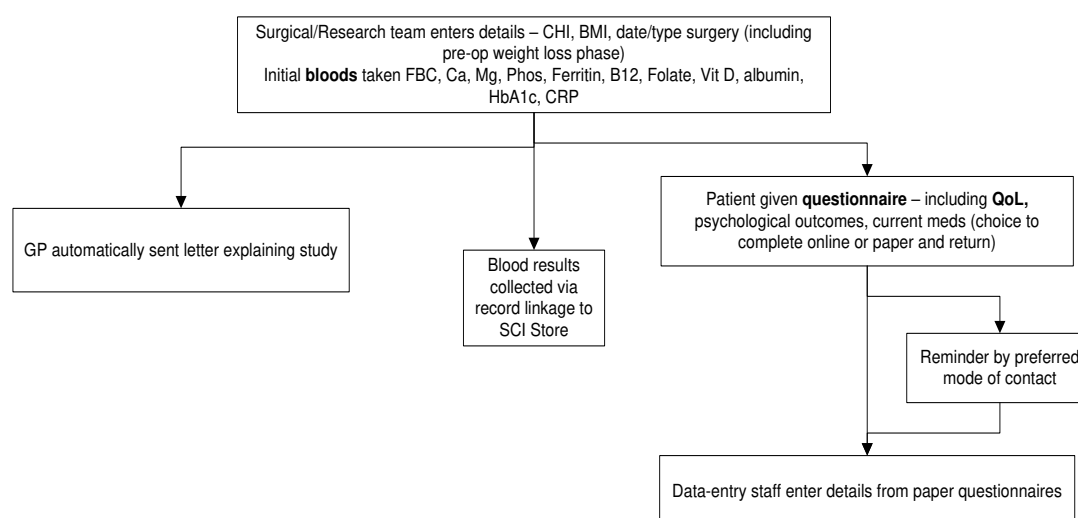 Surgical/Research team enters details – CHI, BMI, date/type surgery (including
pre-op weight loss phase)
Initial bloods taken FBC, Ca, Mg, Phos, Ferritin, B12, Folate, Vit D, albumin,
HbA1c, CRP
GP automatically sent letter explaining study
Blood results
collected via
record linkage to
SCI Store
Patient given questionnaire – including QoL,
psychological outcomes, current meds (choice to
complete online or paper and return)
Reminder by preferred
mode of contact
Data-entry staff enter details from paper questionnaires